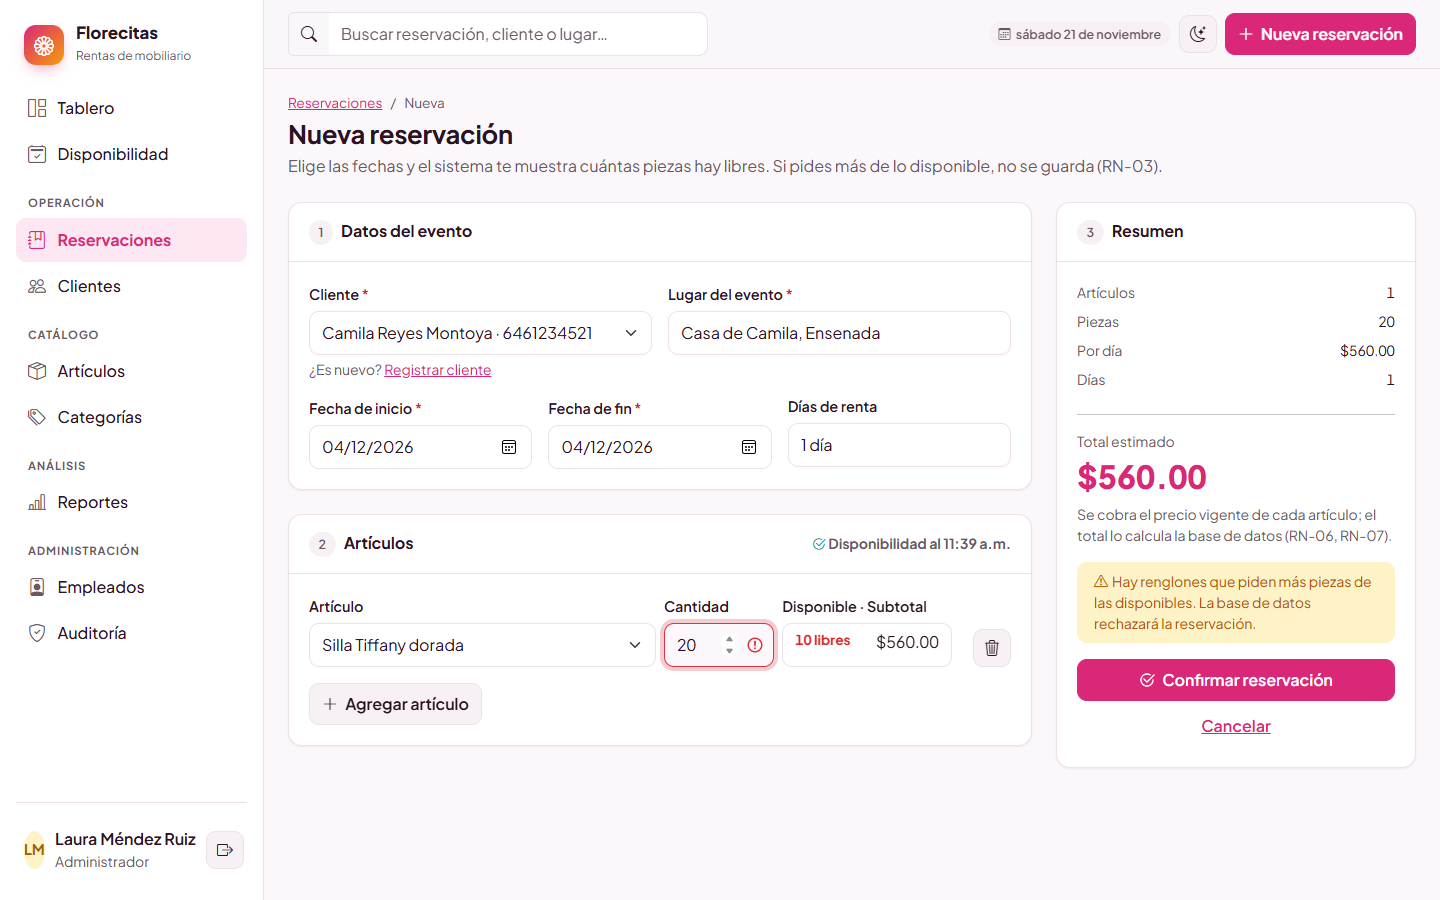 Florecitas
Rentas de mobiliario
Tablero
Disponibilidad
OPERACIÓN
Reservaciones
Clientes
CATÁLOGO
Artículos
Categorías
ANÁLISIS
Reportes
ADMINISTRACIÓN
Empleados
Auditoría
LM
Laura Méndez Ruiz
Administrador
Buscar reservación, cliente o lugar...
sábado 21 de noviembre
Nueva reservación
Reservaciones / Nueva
Nueva reservación
Elige las fechas y el sistema te muestra cuántas piezas hay libres. Si pides más de lo disponible, no se guarda (RN-03).
1 Datos del evento
Cliente * Lugar del evento *
Camila Reyes Montoya · 6461234521 Casa de Camila, Ensenada
¿Es nuevo? Registrar cliente
Fecha de inicio * Fecha de fin * Días de renta
04/12/2026 04/12/2026 1 día
2 Artículos Disponibilidad al 11:39 a.m.
Artículo Cantidad Disponible · Subtotal
Silla Tiffany dorada 20 10 libres $560.00
Agregar artículo
3 Resumen
Artículos 1
Piezas 20
Por día $560.00
Días 1
Total estimado
$560.00
Se cobra el precio vigente de cada artículo; el
total lo calcula la base de datos (RN-06, RN-07).
Hay renglones que piden más piezas de
las disponibles. La base de datos
rechazará la reservación.
Confirmar reservación
Cancelar